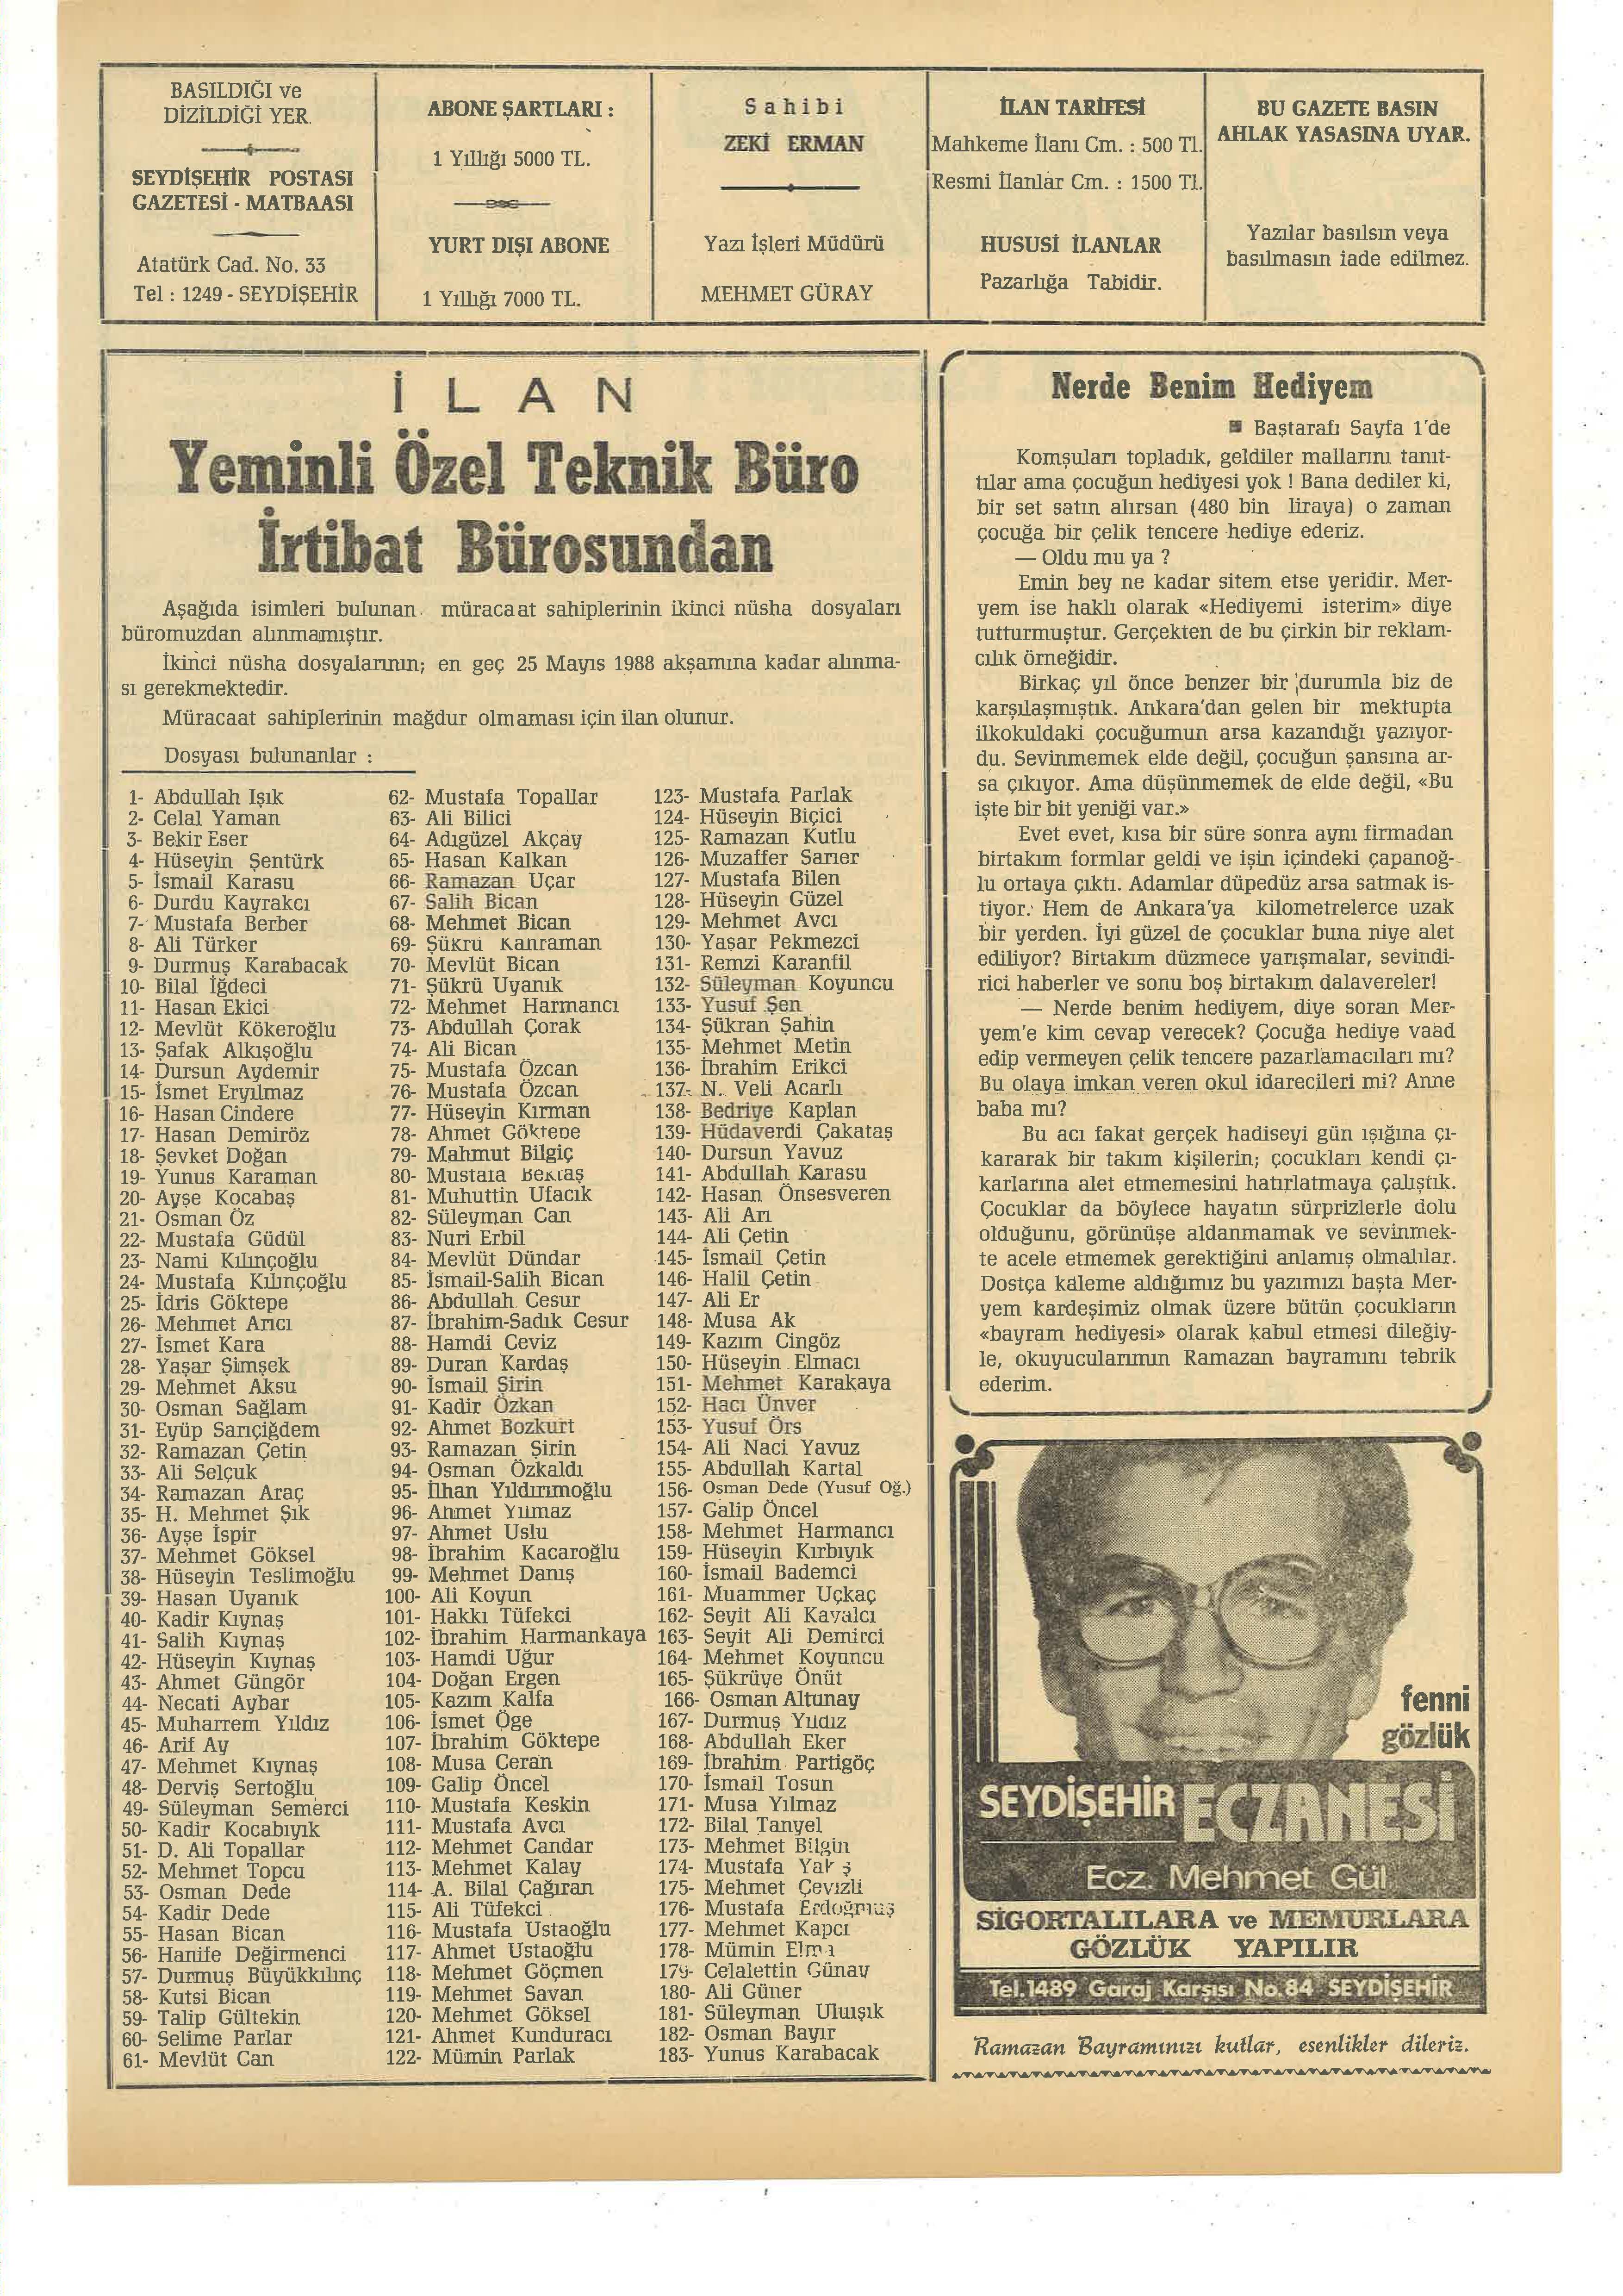 BASILDIĞI ve
DİZİLDİĞİ YER.
SEYDİŞEHİR POSTASI
GAZETESİ - MATBAASI
Atatürk Cad. No. 33
Tel : 1249 - SEYDİŞEHİR
ABONE ŞARTLARI :
1 Yıllığı 5000 TL.
YURT DIŞI ABONE
1 Yıllığı 7000 TL.
Sahibi
ZEKİ ERMAN
Yazı İşleri Müdürü
MEHMET GÜRAY
İLAN TARİFESİ
Mahkeme İlanı Cm. : 500 Tl.
Resmi İlanlar Cm. : 1500 Tl.
HUSUSİ İLANLAR
Pazarlığa Tabidir.
BU GAZETE BASIN
AHLAK YASASINA UYAR.
Yazılar basılsın veya
basılmasın iade edilmez.
İLAN
Yeminli Özel Teknik Büro
İrtibat Bürosundan
Aşağıda isimleri bulunan müracaat sahiplerinin ikinci nüsha dosyaları
büromuzdan alınmamıştır.
İkinci nüsha dosyalarının; en geç 25 Mayıs 1988 akşamına kadar alınma-
sı gerekmektedir.
Müracaat sahiplerinin mağdur olmaması için ilan olunur.
Dosyası bulunanlar :
1- Abdullah Işık
2- Celal Yaman
3- Bekir Eser
4- Hüseyin Şentürk
5- İsmail Karasu
6- Durdu Kayrakcı
7- Mustafa Berber
8- Ali Türker
9- Durmuş Karabacak
10- Bilal İğdeci
11- Hasan Ekici
12- Mevlüt Kökeroğlu
13- Şafak Alkışoğlu
14- Dursun Aydemir
15- İsmet Eryılmaz
16- Hasan Cindere
17- Hasan Demiröz
18- Şevket Doğan
19- Yunus Karaman
20- Ayşe Kocabaş
21- Osman Öz
22- Mustafa Güdül
23- Nami Kılınçoğlu
24- Mustafa Kılınçoğlu
25- İdris Göktepe
26- Mehmet Arıcı
27- İsmet Kara
28- Yaşar Şimşek
29- Mehmet Aksu
30- Osman Sağlam
31- Eyüp Sarıçiğdem
32- Ramazan Çetin
33- Ali Selçuk
34- Ramazan Araç
35- H. Mehmet Şık
36- Ayşe İspir
37- Mehmet Göksel
38- Hüseyin Teslimoğlu
39- Hasan Uyanık
40- Kadir Kıynaş
41- Salih Kıynaş
42- Hüseyin Kıynaş
43- Ahmet Güngör
44- Necati Aybar
45- Muharrem Yıldız
46- Arif Ay
47- Mehmet Kıynaş
48- Derviş Sertoğlu
49- Süleyman Semerci
50- Kadir Kocabıyık
51- D. Ali Topallar
52- Mehmet Topcu
53- Osman Dede
54- Kadir Dede
55- Hasan Bican
56- Hanife Değirmenci
57- Durmuş Büyükkılınç
58- Kutsi Bican
59- Talip Gültekin
60- Selime Parlar
61- Mevlüt Can
62- Mustafa Topallar
63- Ali Bilici
64- Adıgüzel Akçay
65- Hasan Kalkan
66- Ramazan Uçar
67- Salih Bican
68- Mehmet Bican
69- Şükrü Kahraman
70- Mevlüt Bican
71- Şükrü Uyanık
72- Mehmet Harmancı
73- Abdullah Çorak
74- Ali Bican
75- Mustafa Özcan
76- Mustafa Özcan
77- Hüseyin Kırman
78- Ahmet Göktepe
79- Mahmut Bilgiç
80- Mustafa Bektaş
81- Muhuttin Ufacık
82- Süleyman Can
83- Nuri Erbil
84- Mevlüt Dündar
85- İsmail-Salih Bican
86- Abdullah Cesur
87- İbrahim-Sadık Cesur
88- Hamdi Ceviz
89- Duran Kardaş
90- İsmail Şirin
91- Kadir Özkan
92- Ahmet Bozkurt
93- Ramazan Şirin
94- Osman Özkaldı
95- İlhan Yıldırımoğlu
96- Ahmet Yılmaz
97- Ahmet Uslu
98- İbrahim Kacaroğlu
99- Mehmet Danış
100- Ali Koyun
101- Hakkı Tüfekci
102- İbrahim Harmankaya
103- Hamdi Uğur
104- Doğan Ergen
105- Kazım Kalfa
106- İsmet Öge
107- İbrahim Göktepe
108- Musa Ceran
109- Galip Öncel
110- Mustafa Keskin
111- Mustafa Avcı
112- Mehmet Candar
113- Mehmet Kalay
114- A. Bilal Çağıran
115- Ali Tüfekci
116- Mustafa Ustaoğlu
117- Ahmet Ustaoğlu
118- Mehmet Göçmen
119- Mehmet Savan
120- Mehmet Göksel
121- Ahmet Kunduracı
122- Mümin Parlak
123- Mustafa Parlak
124- Hüseyin Biçici
125- Ramazan Kutlu
126- Muzaffer Sarıer
127- Mustafa Bilen
128- Hüseyin Güzel
129- Mehmet Avcı
130- Yaşar Pekmezci
131- Remzi Karanfil
132- Süleyman Koyuncu
133- Yusuf Şen
134- Şükran Şahin
135- Mehmet Metin
136- İbrahim Erikci
137- N. Veli Acarlı
138- Bedriye Kaplan
139- Hüdaverdi Çakataş
140- Dursun Yavuz
141- Abdullah Karasu
142- Hasan Önsesveren
143- Ali Arı
144- Ali Çetin
145- İsmail Çetin
146- Halil Çetin
147- Ali Er
148- Musa Ak
149- Kazım Cingöz
150- Hüseyin Elmacı
151- Mehmet Karakaya
152- Hacı Ünver
153- Yusuf Örs
154- Ali Naci Yavuz
155- Abdullah Kartal
156- Osman Dede (Yusuf Oğ.)
157- Galip Öncel
158- Mehmet Harmancı
159- Hüseyin Kırbıyık
160- İsmail Bademci
161- Muammer Uçkaç
162- Seyit Ali Kavalcı
163- Seyit Ali Demirci
164- Mehmet Koyuncu
165- Şükrüye Önüt
166- Osman Altunay
167- Durmuş Yıldız
168- Abdullah Eker
169- İbrahim Partigöç
170- İsmail Tosun
171- Musa Yılmaz
172- Bilal Tanyel
173- Mehmet Bilgin
174- Mustafa
175- Mehmet Çevizli
176- Mustafa Erdoğmuş
177- Mehmet Kapcı
178- Mümin
179- Celalettin Günay
180- Ali Güner
181- Süleyman Uluışık
182- Osman Bayır
183- Yunus Karabacak
Nerde Benim Hediyem
■ Baştarafı Sayfa 1'de
Komşuları topladık, geldiler mallarını tanıt-
tılar ama çocuğun hediyesi yok ! Bana dediler ki,
bir set satın alırsan (480 bin liraya) o zaman
çocuğa bir çelik tencere hediye ederiz.
— Oldu mu ya ?
Emin bey ne kadar sitem etse yeridir. Mer-
yem ise haklı olarak «Hediyemi isterim» diye
tutturmuştur. Gerçekten de bu çirkin bir reklam-
cılık örneğidir.
Birkaç yıl önce benzer bir durumla biz de
karşılaşmıştık. Ankara'dan gelen bir mektupta
ilkokuldaki çocuğumun arsa kazandığı yazıyor-
du. Sevinmemek elde değil, çocuğun şansına ar-
sa çıkıyor. Ama düşünmemek de elde değil, «Bu
işte bir bit yeniği var.»
Evet evet, kısa bir süre sonra aynı firmadan
birtakım formlar geldi ve işin içindeki çapanoğ-
lu ortaya çıktı. Adamlar düpedüz arsa satmak is-
tiyor. Hem de Ankara'ya kilometrelerce uzak
bir yerden. İyi güzel de çocuklar buna niye alet
ediliyor? Birtakım düzmece yarışmalar, sevindi-
rici haberler ve sonu boş birtakım dalavereler!
— Nerde benim hediyem, diye soran Mer-
yem'e kim cevap verecek? Çocuğa hediye vaad
edip vermeyen çelik tencere pazarlamacıları mı?
Bu olaya imkan veren okul idarecileri mi? Anne
baba mı?
Bu acı fakat gerçek hadiseyi gün ışığına çı-
kararak bir takım kişilerin; çocukları kendi çı-
karlarına alet etmemesini hatırlatmaya çalıştık.
Çocuklar da böylece hayatın sürprizlerle dolu
olduğunu, görünüşe aldanmamak ve sevinmek-
te acele etmemek gerektiğini anlamış olmalılar.
Dostça kaleme aldığımız bu yazımızı başta Mer-
yem kardeşimiz olmak üzere bütün çocukların
«bayram hediyesi» olarak kabul etmesi dileğiy-
le, okuyucularımın Ramazan bayramını tebrik
ederim.
fenni
gözlük
SEYDİŞEHİR ECZANESİ
Ecz. Mehmet Gül
SİGORTALILARA ve MEMURLARA
GÖZLÜK YAPILIR
Tel.1489 Garaj Karşısı No.84 SEYDİŞEHİR
Ramazan Bayramınızı kutlar, esenlikler dileriz.